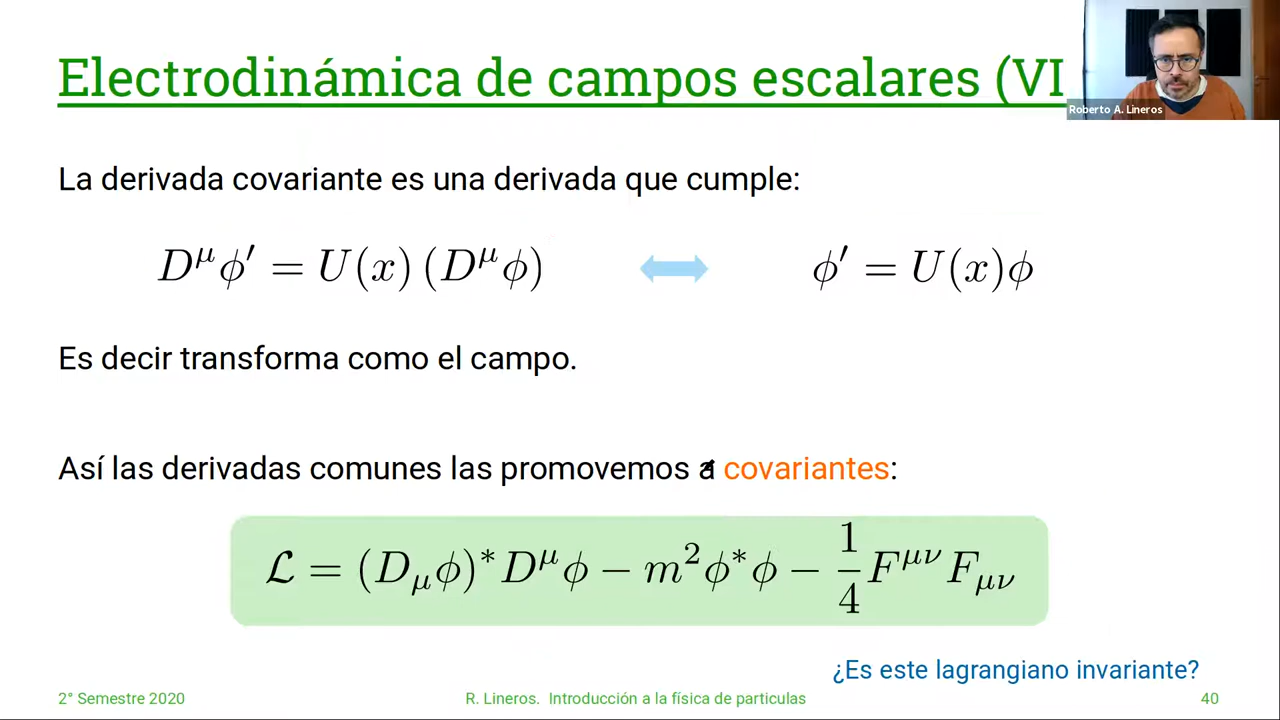 Electrodinámica de campos escalares (VI
Roberto A. Lineros
La derivada covariante es una derivada que cumple:
D^μ ϕ′ = U(x) (D^μ ϕ) ⟷ ϕ′ = U(x)ϕ
Es decir transforma como el campo.
Así las derivadas comunes las promovemos a covariantes:
ℒ = (D_μ ϕ)* D^μ ϕ − m² ϕ* ϕ − 1/4 F^{μν} F_{μν}
¿Es este lagrangiano invariante?
2° Semestre 2020
R. Lineros. Introducción a la física de particulas
40